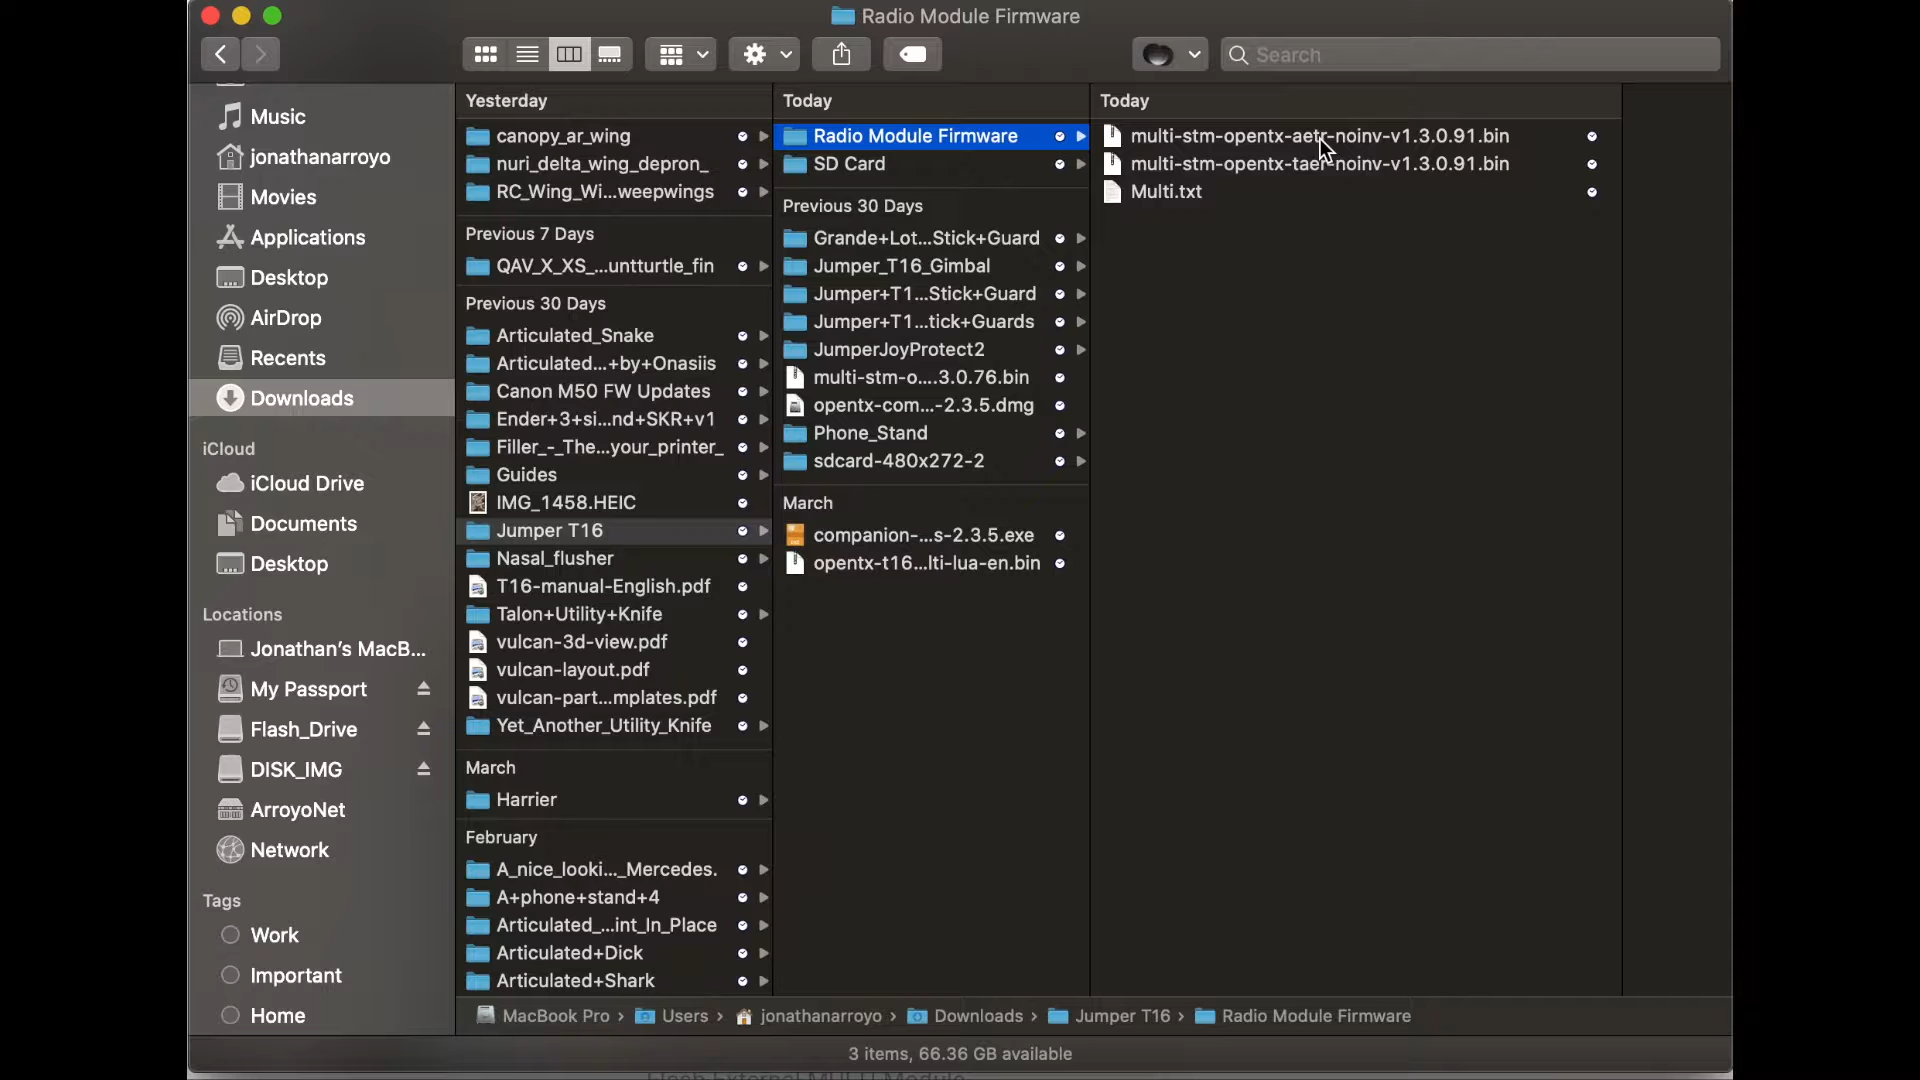 Radio Module Firmware
Search
Music
jonathanarroyo
Movies
Applications
Desktop
AirDrop
Recents
Downloads
iCloud
iCloud Drive
Documents
Desktop
Locations
Jonathan's MacB...
My Passport
Flash_Drive
DISK_IMG
ArroyoNet
Network
Tags
Work
Important
Home
Yesterday
canopy_ar_wing
nuri_delta_wing_depron_
RC_Wing_Wi...weepwings
Previous 7 Days
QAV_X_XS_...untturtle_fin
Previous 30 Days
Articulated_Snake
Articulated...+by+Onasiis
Canon M50 FW Updates
Ender+3+si...nd+SKR+v1
Filler_-_The...your_printer_
Guides
IMG_1458.HEIC
Jumper T16
Nasal_flusher
T16-manual-English.pdf
Talon+Utility+Knife
vulcan-3d-view.pdf
vulcan-layout.pdf
vulcan-part...mplates.pdf
Yet_Another_Utility_Knife
March
Harrier
February
A_nice_looki..._Mercedes.
A+phone+stand+4
Articulated_...int_In_Place
Articulated+Dick
Articulated+Shark
Today
Radio Module Firmware
SD Card
Previous 30 Days
Grande+Lot...Stick+Guard
Jumper_T16_Gimbal
Jumper+T1...Stick+Guard
Jumper+T1...tick+Guards
JumperJoyProtect2
multi-stm-o....3.0.76.bin
opentx-com...-2.3.5.dmg
Phone_Stand
sdcard-480x272-2
March
companion-...s-2.3.5.exe
opentx-t16...lti-lua-en.bin
Today
multi-stm-opentx-aetr-noinv-v1.3.0.91.bin
multi-stm-opentx-taer-noinv-v1.3.0.91.bin
Multi.txt
MacBook Pro › Users › jonathanarroyo › Downloads › Jumper T16 › Radio Module Firmware
3 items, 66.36 GB available